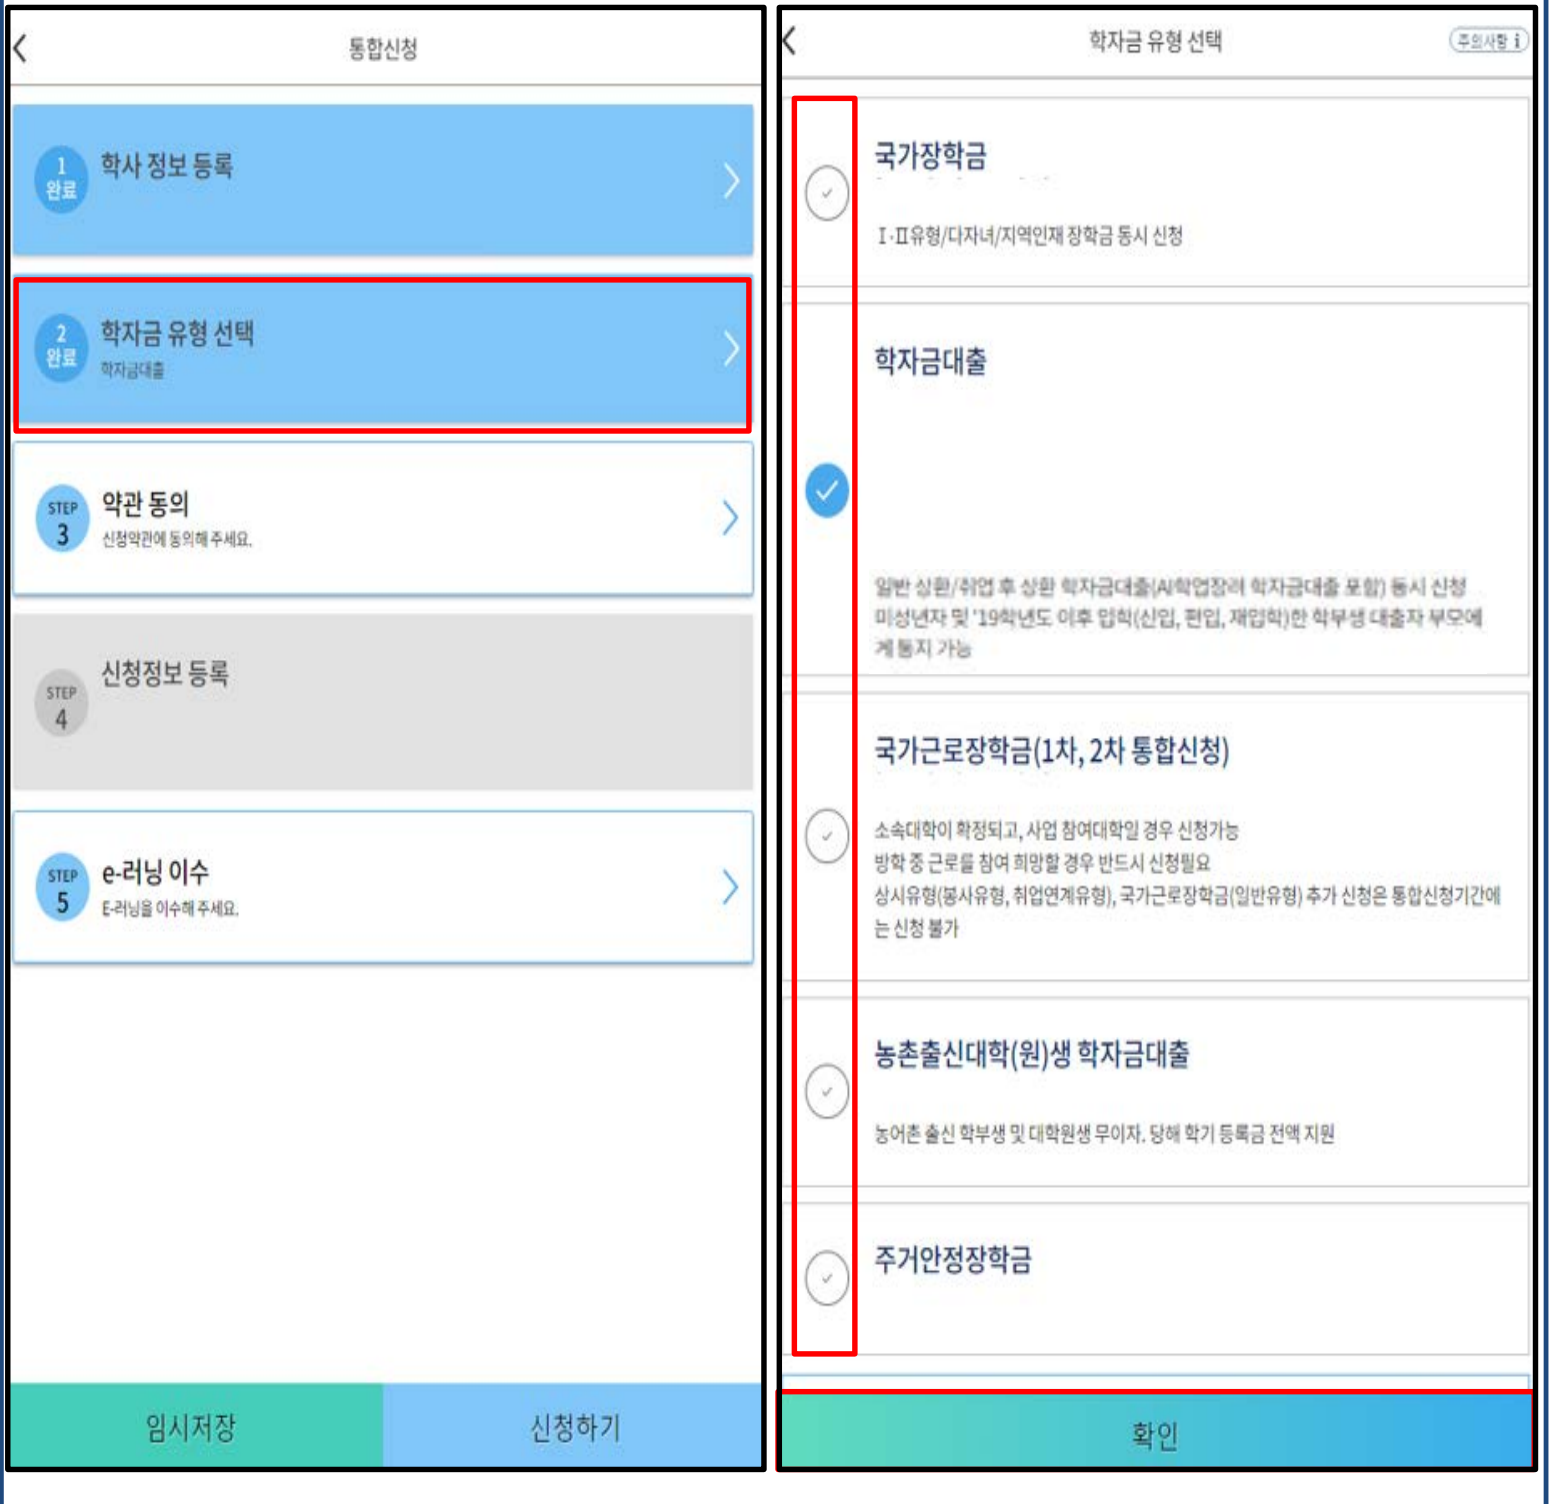 통합신청
1
완료
학사 정보 등록
2
완료
학자금 유형 선택
학자금대출
STEP
3
약관 동의
신청약관에 동의해 주세요.
STEP
4
신청정보 등록
STEP
5
e-러닝 이수
E-러닝을 이수해 주세요.
임시저장
신청하기
학자금 유형 선택
주의사항 i
국가장학금
Ⅰ·Ⅱ유형/다자녀/지역인재 장학금 동시 신청
학자금대출
일반 상환/취업 후 상환 학자금대출(AI학업장려 학자금대출 포함) 동시 신청
미성년자 및 '19학년도 이후 입학(신입, 편입, 재입학)한 학부생 대출자 부모에
게 통지 가능
국가근로장학금(1차, 2차 통합신청)
소속대학이 확정되고, 사업 참여대학일 경우 신청가능
방학 중 근로를 참여 희망할 경우 반드시 신청필요
상시유형(봉사유형, 취업연계유형), 국가근로장학금(일반유형) 추가 신청은 통합신청기간에
는 신청 불가
농촌출신대학(원)생 학자금대출
농어촌 출신 학부생 및 대학원생 무이자. 당해 학기 등록금 전액 지원
주거안정장학금
확인